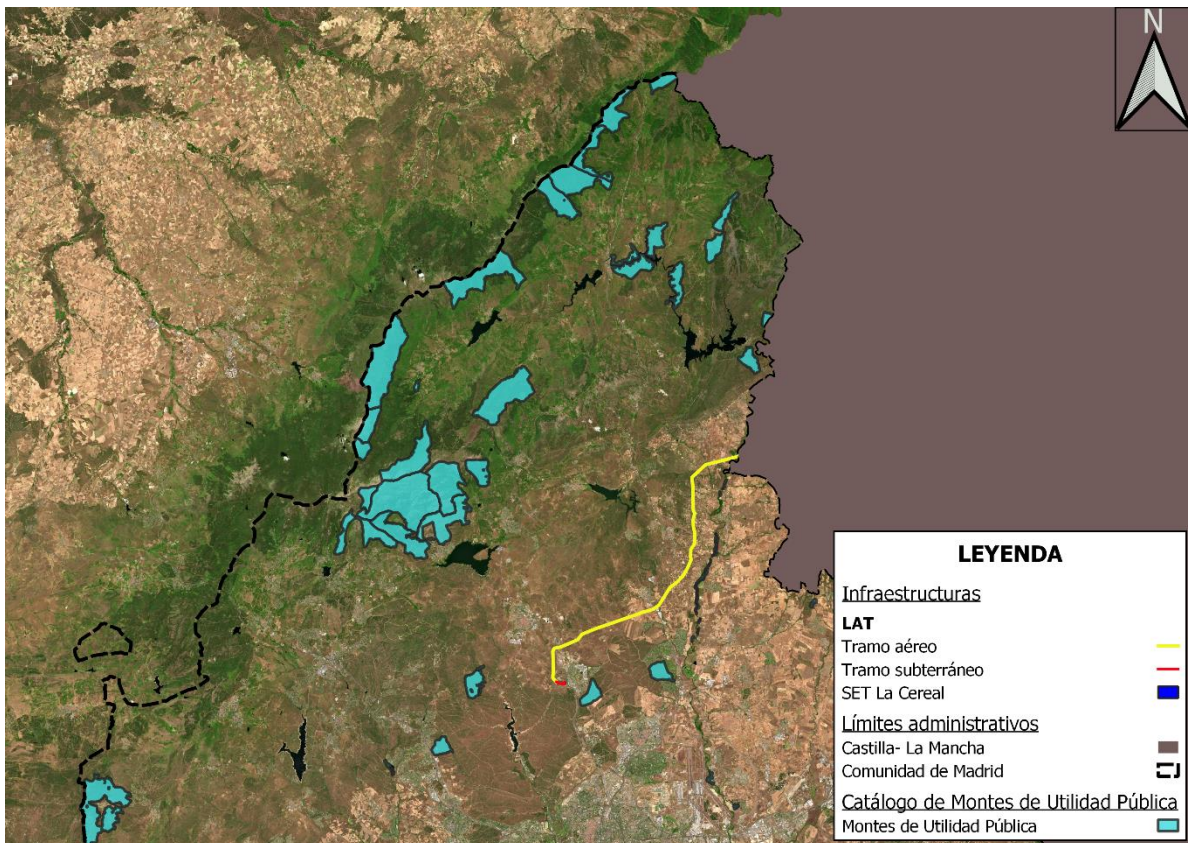 N
LEYENDA
Infraestructuras
LAT
Tramo aéreo
Tramo subterráneo
SET La Cereal
Límites administrativos
Castilla- La Mancha
Comunidad de Madrid
Catálogo de Montes de Utilidad Pública
Montes de Utilidad Pública